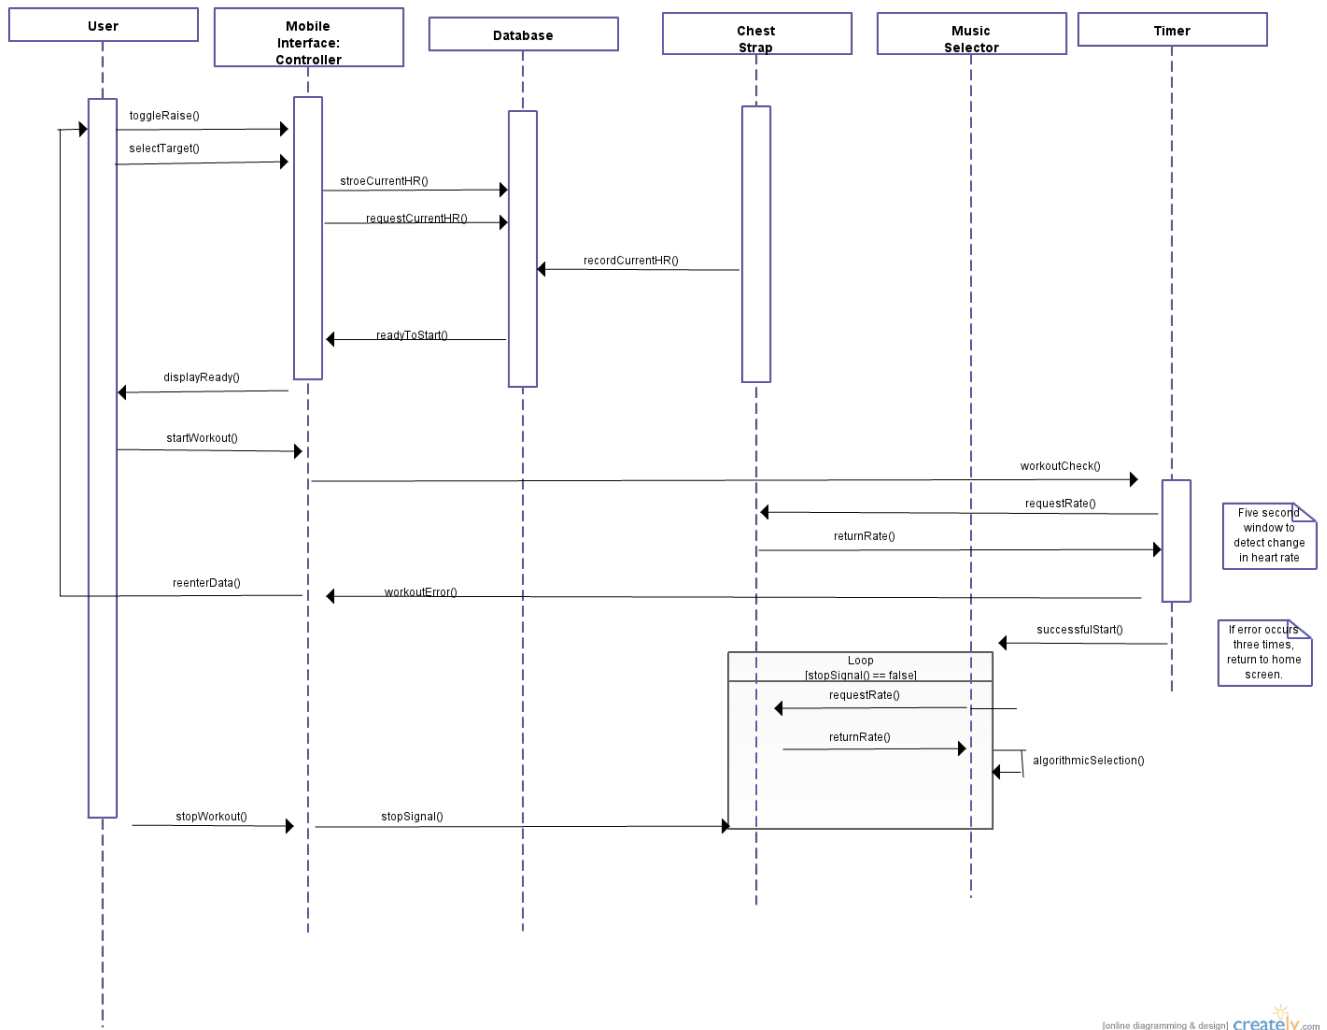 User
Mobile
Interface:
Controller
Database
Chest
Strap
Music
Selector
Timer
toggleRaise()
selectTarget()
stroeCurrentHR()
requestCurrentHR()
recordCurrentHR()
readyToStart()
displayReady()
startWorkout()
workoutCheck()
requestRate()
Five second
window to
detect change
in heart rate
returnRate()
reenterData()
workoutError()
successfulStart()
If error occurs
three times,
return to home
screen.
Loop
[stopSignal() == false]
requestRate()
returnRate()
algorithmicSelection()
stopWorkout()
stopSignal()
[online diagramming & design] creately.com